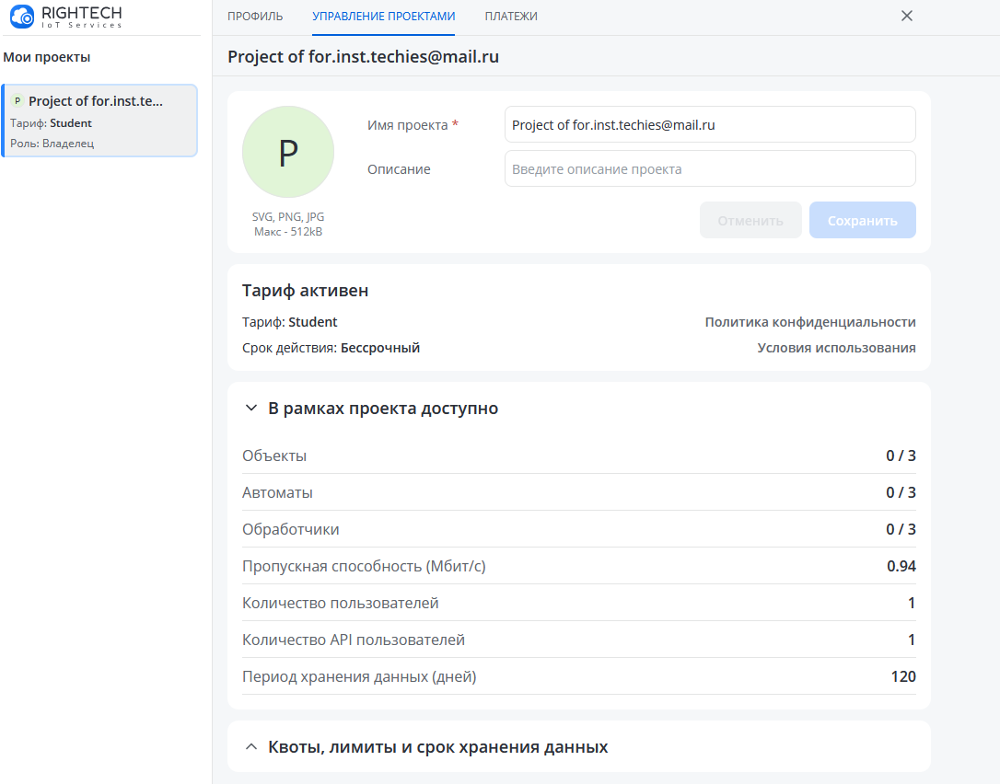 RIGHTECH
IoT Services
Мои проекты
P Project of for.inst.te...
Тариф: Student
Роль: Владелец
ПРОФИЛЬ УПРАВЛЕНИЕ ПРОЕКТАМИ ПЛАТЕЖИ
Project of for.inst.techies@mail.ru
P
SVG, PNG, JPG
Макс - 512kB
Имя проекта * Project of for.inst.techies@mail.ru
Описание Введите описание проекта
Отменить Сохранить
Тариф активен
Тариф: Student Политика конфиденциальности
Срок действия: Бессрочный Условия использования
В рамках проекта доступно
Объекты 0 / 3
Автоматы 0 / 3
Обработчики 0 / 3
Пропускная способность (Мбит/с) 0.94
Количество пользователей 1
Количество API пользователей 1
Период хранения данных (дней) 120
Квоты, лимиты и срок хранения данных